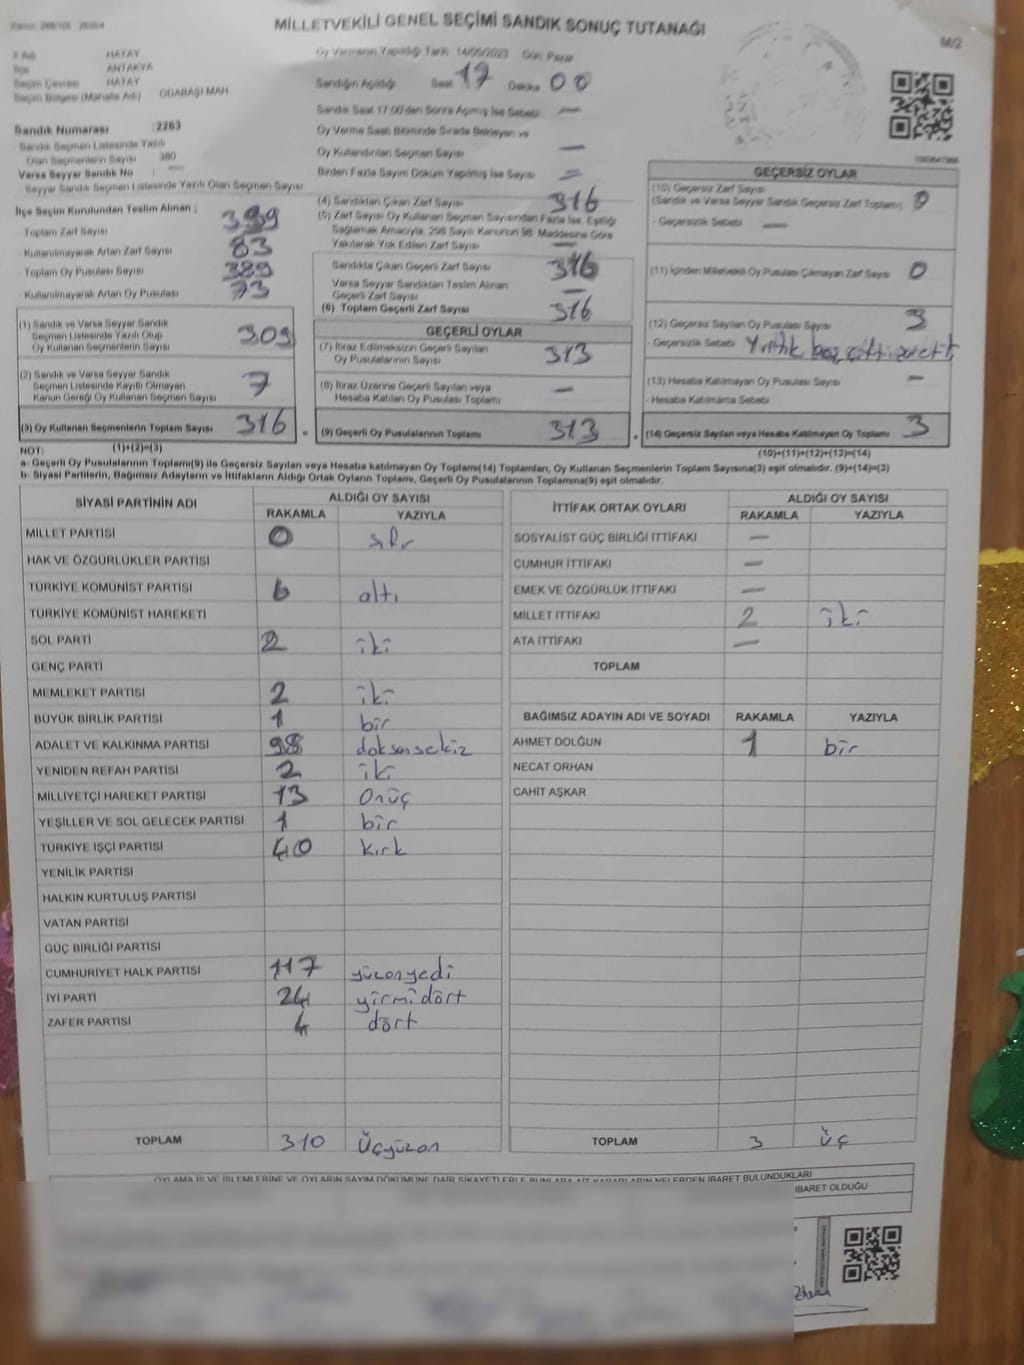 MİLLETVEKİLİ GENEL SEÇİMİ SANDIK SONUÇ TUTANAĞI
M/2
İl Adı HATAY
İlçe ANTAKYA
Seçim Çevresi HATAY
Seçim Bölgesi (Mahalle Adı) ODABAŞI MAH
Sandık Numarası : 2263
Sandık Seçmen Listesinde Yazılı
Olan Seçmenlerin Sayısı 380
Varsa Seyyar Sandık No :
- Seyyar Sandık Seçmen Listesinde Yazılı Olan Seçmen Sayısı
İlçe Seçim Kurulundan Teslim Alınan ;
- Toplam Zarf Sayısı 399
- Kullanılmayarak Artan Zarf Sayısı 83
- Toplam Oy Pusulası Sayısı 389
- Kullanılmayarak Artan Oy Pusulası 73
(1) Sandık ve Varsa Seyyar Sandık
Seçmen Listesinde Yazılı Olup
Oy Kullanan Seçmenlerin Sayısı 309
(2) Sandık ve Varsa Seyyar Sandık
Seçmen Listesinde Kayıtlı Olmayan
Kanun Gereği Oy Kullanan Seçmen Sayısı 7
(3) Oy Kullanan Seçmenlerin Toplam Sayısı 316
(1)+(2)=(3)
Oy Vermenin Yapıldığı Tarih 14/05/2023 Gün: Pazar
Sandığın Açıldığı Saat 17 Dakika 00
Sandık Saat 17:00'den Sonra Açılmış İse Sebebi —
Oy Verme Saati Bitiminde Sırada Bekleyen ve
Oy Kullandırılan Seçmen Sayısı —
Birden Fazla Sayım Döküm Yapılmış İse Sayısı —
(4) Sandıktan Çıkan Zarf Sayısı 316
(5) Zarf Sayısı Oy Kullanan Seçmen Sayısından Fazla İse, Eşitliği
Sağlamak Amacıyla, 298 Sayılı Kanunun 98. Maddesine Göre
Yakılarak Yok Edilen Zarf Sayısı —
Sandıkta Çıkan Geçerli Zarf Sayısı 316
Varsa Seyyar Sandıktan Teslim Alınan
Geçerli Zarf Sayısı —
(6) Toplam Geçerli Zarf Sayısı 316
GEÇERLİ OYLAR
(7) İtiraz Edilmeksizin Geçerli Sayılan
Oy Pusulalarının Sayısı 313
(8) İtiraz Üzerine Geçerli Sayılan veya
Hesaba Katılan Oy Pusulası Toplamı —
= (9) Geçerli Oy Pusulalarının Toplamı 313
GEÇERSİZ OYLAR
(10) Geçersiz Zarf Sayısı
(Sandık ve Varsa Seyyar Sandık Geçersiz Zarf Toplamı) 0
- Geçersizlik Sebebi —
(11) İçinden Milletvekili Oy Pusulası Çıkmayan Zarf Sayısı 0
(12) Geçersiz Sayılan Oy Pusulası Sayısı 3
- Geçersizlik Sebebi Yırtık boş, çift
(13) Hesaba Katılmayan Oy Pusulası Sayısı —
- Hesaba Katılmama Sebebi
+ (14) Geçersiz Sayılan veya Hesaba Katılmayan Oy Toplamı 3
(10)+(11)+(12)+(13)=(14)
NOT:
a- Geçerli Oy Pusulalarının Toplamı(9) ile Geçersiz Sayılan veya Hesaba katılmayan Oy Toplamı(14) Toplamları, Oy Kullanan Seçmenlerin Toplam Sayısına(3) eşit olmalıdır. (9)+(14)=(3)
b- Siyasi Partilerin, Bağımsız Adayların ve İttifakların Aldığı Ortak Oyların Toplamı, Geçerli Oy Pusulalarının Toplamına(9) eşit olmalıdır.
SİYASİ PARTİNİN ADI ALDIĞI OY SAYISI
RAKAMLA YAZIYLA
MİLLET PARTİSİ 0 sıfır
HAK VE ÖZGÜRLÜKLER PARTİSİ
TÜRKİYE KOMÜNİST PARTİSİ 6 altı
TÜRKİYE KOMÜNİST HAREKETİ
SOL PARTİ 2 iki
GENÇ PARTİ
MEMLEKET PARTİSİ 2 iki
BÜYÜK BİRLİK PARTİSİ 1 bir
ADALET VE KALKINMA PARTİSİ 98 doksansekiz
YENİDEN REFAH PARTİSİ 2 iki
MİLLİYETÇİ HAREKET PARTİSİ 13 Onüç
YEŞİLLER VE SOL GELECEK PARTİSİ 1 bir
TÜRKİYE İŞÇİ PARTİSİ 40 kırk
YENİLİK PARTİSİ
HALKIN KURTULUŞ PARTİSİ
VATAN PARTİSİ
GÜÇ BİRLİĞİ PARTİSİ
CUMHURİYET HALK PARTİSİ 117 yüzonyedi
İYİ PARTİ 24 yirmidört
ZAFER PARTİSİ 4 dört
TOPLAM 310 Üçyüzon
İTTİFAK ORTAK OYLARI ALDIĞI OY SAYISI
RAKAMLA YAZIYLA
SOSYALİST GÜÇ BİRLİĞİ İTTİFAKI —
CUMHUR İTTİFAKI —
EMEK VE ÖZGÜRLÜK İTTİFAKI —
MİLLET İTTİFAKI 2 iki
ATA İTTİFAKI —
TOPLAM
BAĞIMSIZ ADAYIN ADI VE SOYADI RAKAMLA YAZIYLA
AHMET DOLĞUN 1 bir
NECAT ORHAN
CAHİT AŞKAR
TOPLAM 3 üç
OYLAMA İŞ VE İŞLEMLERİNE VE OYLARIN SAYIM DÖKÜMÜNE DAİR ŞİKAYETLERLE BUNLARA AİT KARARLARIN NELERDEN İBARET BULUNDUKLARI
İBARET OLDUĞU